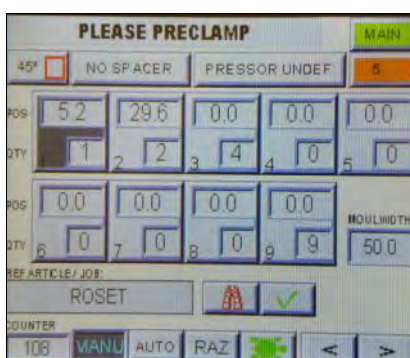 PLEASE PRECLAMP MAIN
45° NO SPACER PRESSOR UNDEF 5
POS 5.2 29.6 0.0 0.0 0.0
QTY 1 2 2 3 4 4 0 5 0
POS 0.0 0.0 0.0 0.0 MOULWIDTH
QTY 6 0 7 0 8 0 9 9 50.0
REF ARTICLE/ JOB:
ROSET
COUNTER
108 MANU AUTO RAZ < >